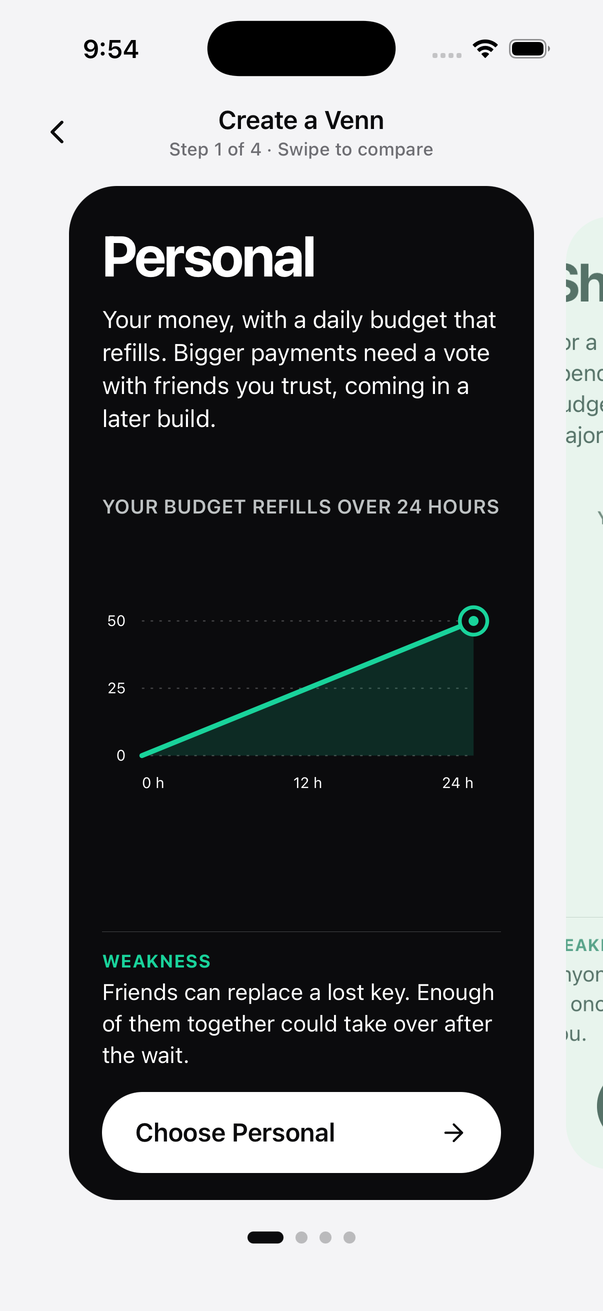 9:54
Create a Venn
Step 1 of 4 · Swipe to compare
Personal
Your money, with a daily budget that
refills. Bigger payments need a vote
with friends you trust, coming in a
later build.
YOUR BUDGET REFILLS OVER 24 HOURS
50
25
0
0 h
12 h
24 h
WEAKNESS
Friends can replace a lost key. Enough
of them together could take over after
the wait.
Choose Personal